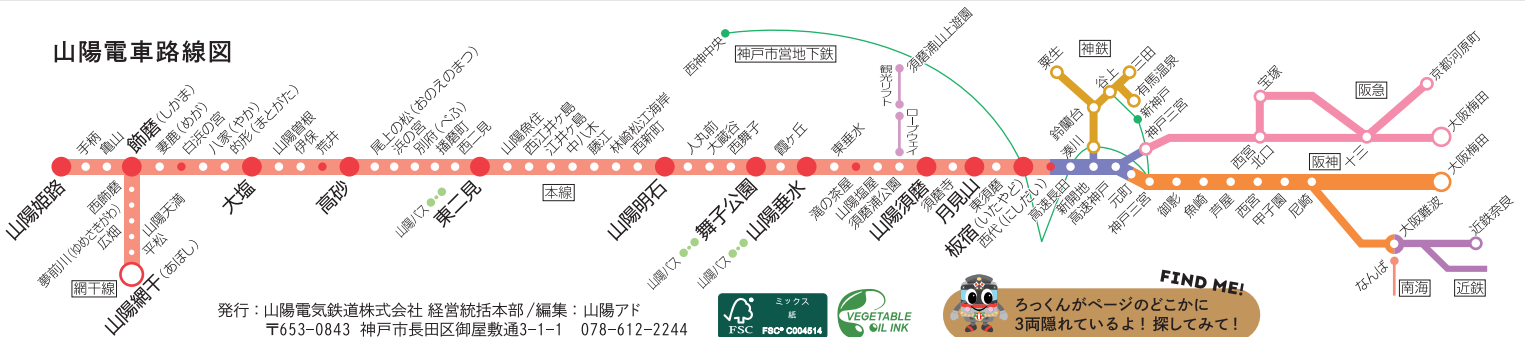 山陽電車路線図
山陽姫路
手柄
亀山
飾磨(しかま)
妻鹿(めが)
白浜の宮
八家(やか)
的形(まとがた)
大塩
山陽曽根
伊保
荒井
高砂
尾上の松(おのえのまつ)
浜の宮
別府(べふ)
播磨町
西二見
東二見
山陽バス
山陽魚住
西江井ヶ島
江井ヶ島
中八木
藤江
林崎松江海岸
西新町
山陽明石
人丸前
大蔵谷
西舞子
舞子公園
山陽バス
霞ヶ丘
山陽垂水
山陽バス
東垂水
滝の茶屋
山陽塩屋
須磨浦公園
山陽須磨
須磨寺
月見山
東須磨
板宿(いたやど)
西代(にしだい)
高速長田
新開地
高速神戸
元町
神戸三宮
御影
魚崎
芦屋
西宮
甲子園
尼崎
大阪梅田
本線
西飾磨
夢前川(ゆめさきがわ)
広畑
山陽天満
平松
山陽網干(あぼし)
網干線
西神中央
神戸市営地下鉄
須磨浦山上遊園
観光リフト
ロープウェイ
粟生
神鉄
谷上
三田
有馬温泉
鈴蘭台
湊川
新神戸
神戸三宮
宝塚
阪急
京都河原町
大阪梅田
西宮北口
十三
阪神
大阪難波
近鉄奈良
なんば
南海
近鉄
発行：山陽電気鉄道株式会社 経営統括本部/編集：山陽アド
〒653-0843 神戸市長田区御屋敷通3-1-1 078-612-2244
FSC
ミックス
紙
FSC® C004514
VEGETABLE
OIL INK
FIND ME!
ろっくんがページのどこかに
3両隠れているよ！探してみて！